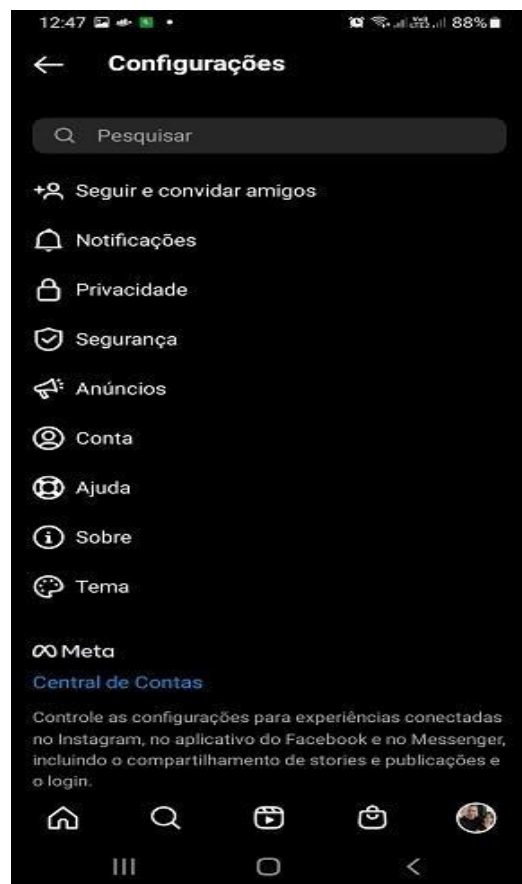 12:47 88%
Configurações
Pesquisar
Seguir e convidar amigos
Notificações
Privacidade
Segurança
Anúncios
Conta
Ajuda
Sobre
Tema
Meta
Central de Contas
Controle as configurações para experiências conectadas
no Instagram, no aplicativo do Facebook e no Messenger,
incluindo o compartilhamento de stories e publicações e
o login.